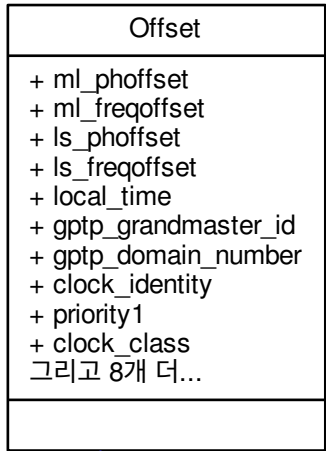 Offset
+ ml_phoffset
+ ml_freqoffset
+ ls_phoffset
+ ls_freqoffset
+ local_time
+ gptp_grandmaster_id
+ gptp_domain_number
+ clock_identity
+ priority1
+ clock_class
그리고 8개 더...